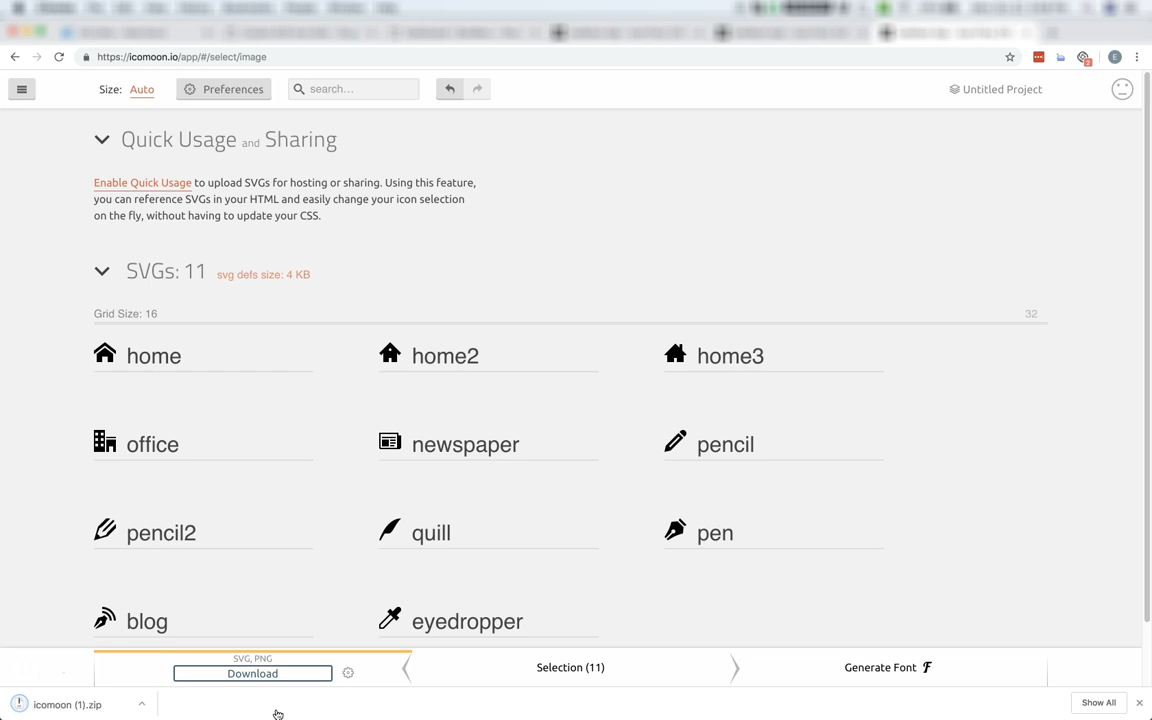 https://icomoon.io/app/#/select/image
2
E
Size: Auto Preferences search... Untitled Project
Quick Usage and Sharing
Enable Quick Usage to upload SVGs for hosting or sharing. Using this feature,
you can reference SVGs in your HTML and easily change your icon selection
on the fly, without having to update your CSS.
SVGs: 11 svg defs size: 4 KB
Grid Size: 16 32
home home2 home3
office newspaper pencil
pencil2 quill pen
blog eyedropper
SVG, PNG
Download Selection (11) Generate Font F
icomoon (1).zip Show All